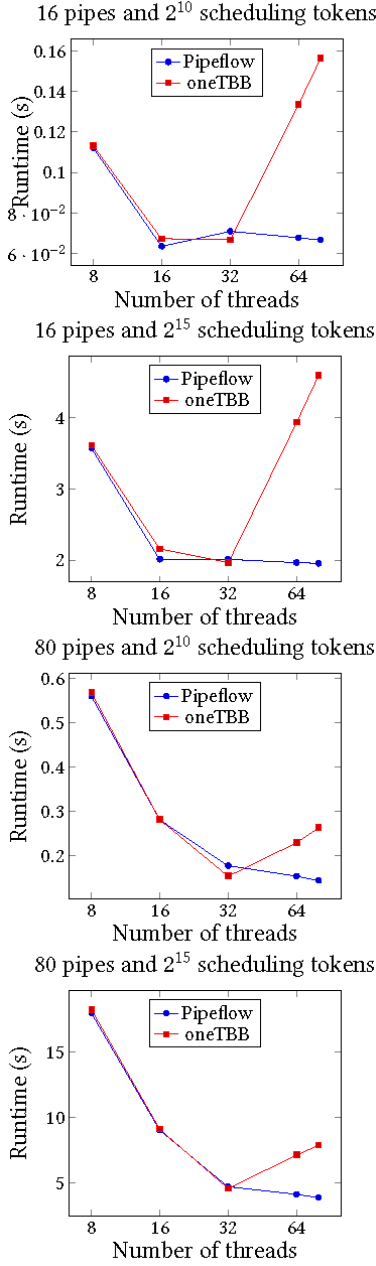 16 pipes and 2^10 scheduling tokens
Pipeflow
oneTBB
0.16
0.14
0.12
0.1
8 · 10^-2
6 · 10^-2
Runtime (s)
8 16 32 64
Number of threads
16 pipes and 2^15 scheduling tokens
Pipeflow
oneTBB
4
3
2
Runtime (s)
8 16 32 64
Number of threads
80 pipes and 2^10 scheduling tokens
Pipeflow
oneTBB
0.6
0.5
0.4
0.3
0.2
Runtime (s)
8 16 32 64
Number of threads
80 pipes and 2^15 scheduling tokens
Pipeflow
oneTBB
15
10
5
Runtime (s)
8 16 32 64
Number of threads